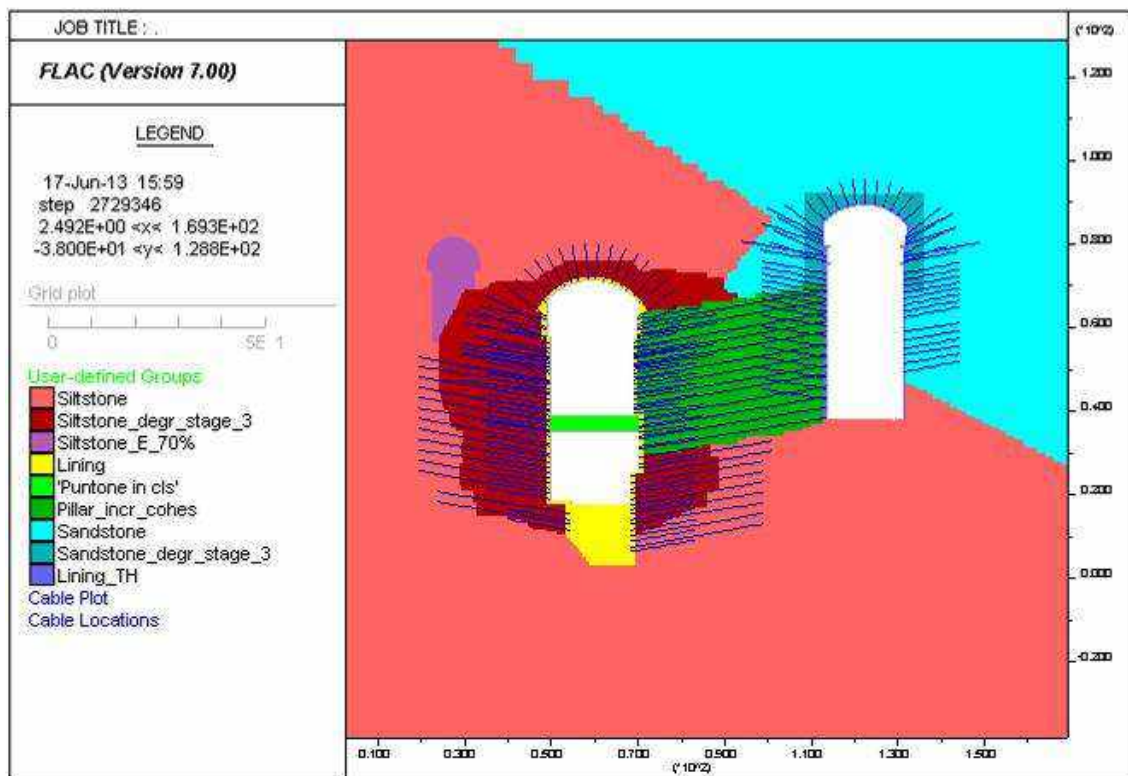 JOB TITLE : .
FLAC (Version 7.00)
LEGEND
17-Jun-13 15:59
step 2729346
2.492E+00 <x< 1.693E+02
-3.800E+01 <y< 1.288E+02
Grid plot
0 5E 1
User-defined Groups
Siltstone
Siltstone_degr_stage_3
Siltstone_E_70%
Lining
'Puntone in cls'
Pillar_incr_cohes
Sandstone
Sandstone_degr_stage_3
Lining_TH
Cable Plot
Cable Locations
(*10^2)
1.200
1.000
0.800
0.600
0.400
0.200
0.000
-0.200
0.100 0.300 0.500 0.700 0.900 1.100 1.300 1.500
(*10^2)